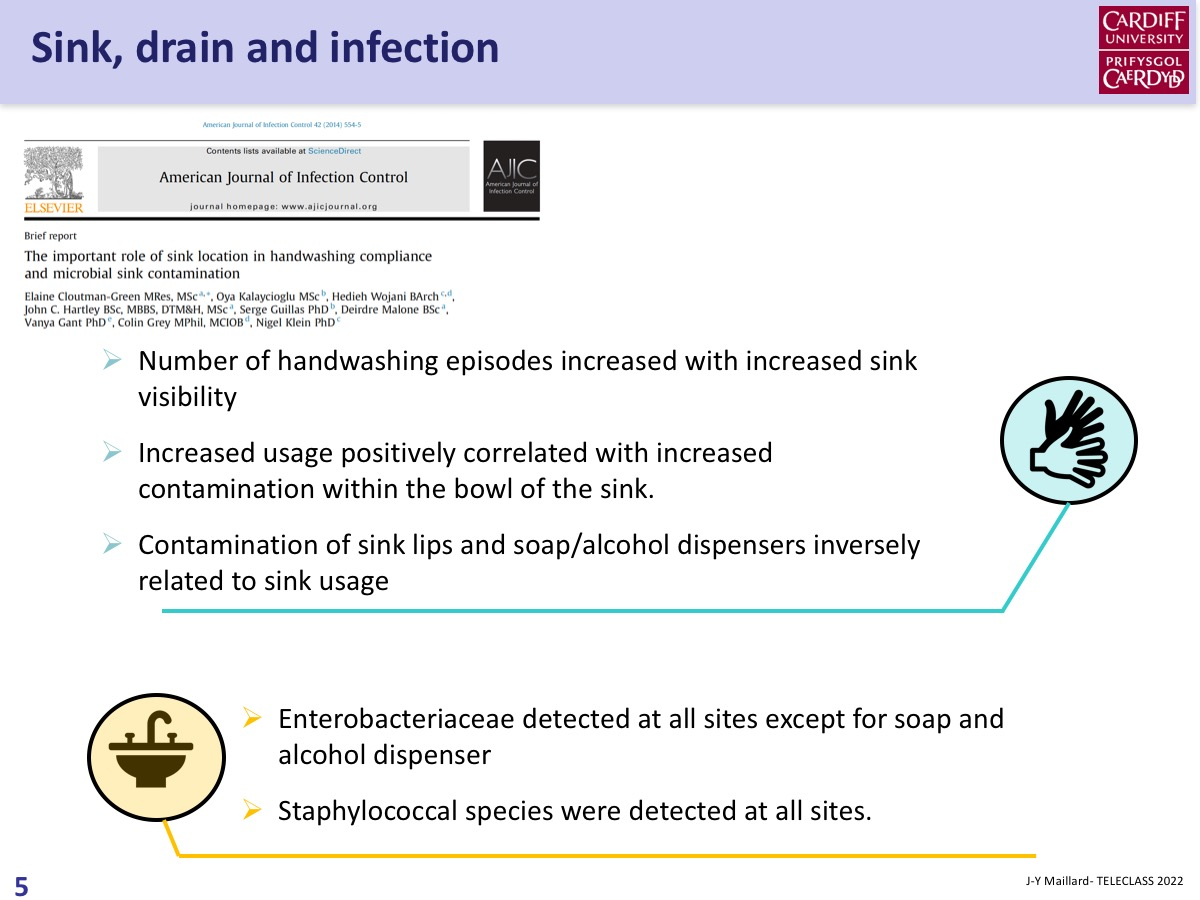 Sink, drain and infection
CARDIFF
UNIVERSITY
PRIFYSGOL
CAERDYDD
American Journal of Infection Control 42 (2014) 554-5
Contents lists available at ScienceDirect
American Journal of Infection Control
journal homepage: www.ajicjournal.org
ELSEVIER
AJIC
American Journal of
Infection Control
Brief report
The important role of sink location in handwashing compliance
and microbial sink contamination
Elaine Cloutman-Green MRes, MSc a,*, Oya Kalaycioglu MSc b, Hedieh Wojani BArch c,d,
John C. Hartley BSc, MBBS, DTM&H, MSc a, Serge Guillas PhD b, Deirdre Malone BSc a,
Vanya Gant PhD e, Colin Grey MPhil, MCIOB d, Nigel Klein PhD c
Number of handwashing episodes increased with increased sink
visibility
Increased usage positively correlated with increased
contamination within the bowl of the sink.
Contamination of sink lips and soap/alcohol dispensers inversely
related to sink usage
Enterobacteriaceae detected at all sites except for soap and
alcohol dispenser
Staphylococcal species were detected at all sites.
5
J-Y Maillard- TELECLASS 2022